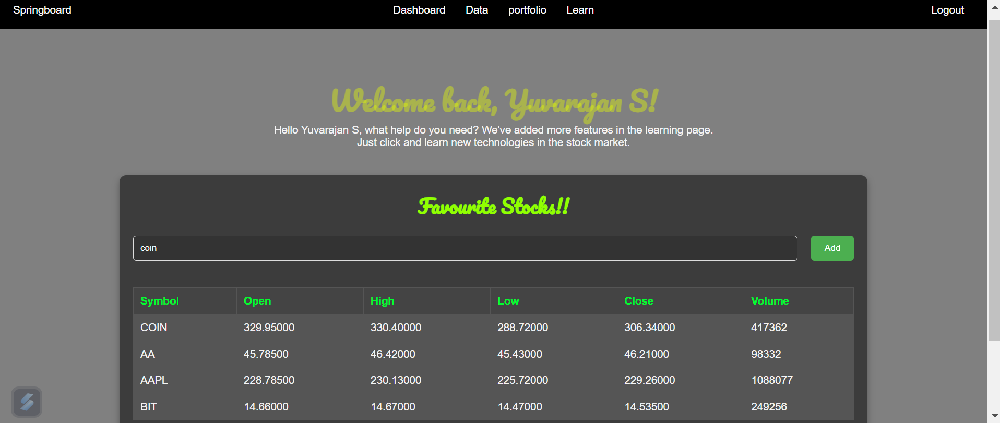 Springboard Dashboard Data portfolio Learn Logout
Welcome back, Yuvarajan S!
Hello Yuvarajan S, what help do you need? We've added more features in the learning page.
Just click and learn new technologies in the stock market.
Favourite Stocks!!
coin Add
Symbol Open High Low Close Volume
COIN 329.95000 330.40000 288.72000 306.34000 417362
AA 45.78500 46.42000 45.43000 46.21000 98332
AAPL 228.78500 230.13000 225.72000 229.26000 1088077
BIT 14.66000 14.67000 14.47000 14.53500 249256